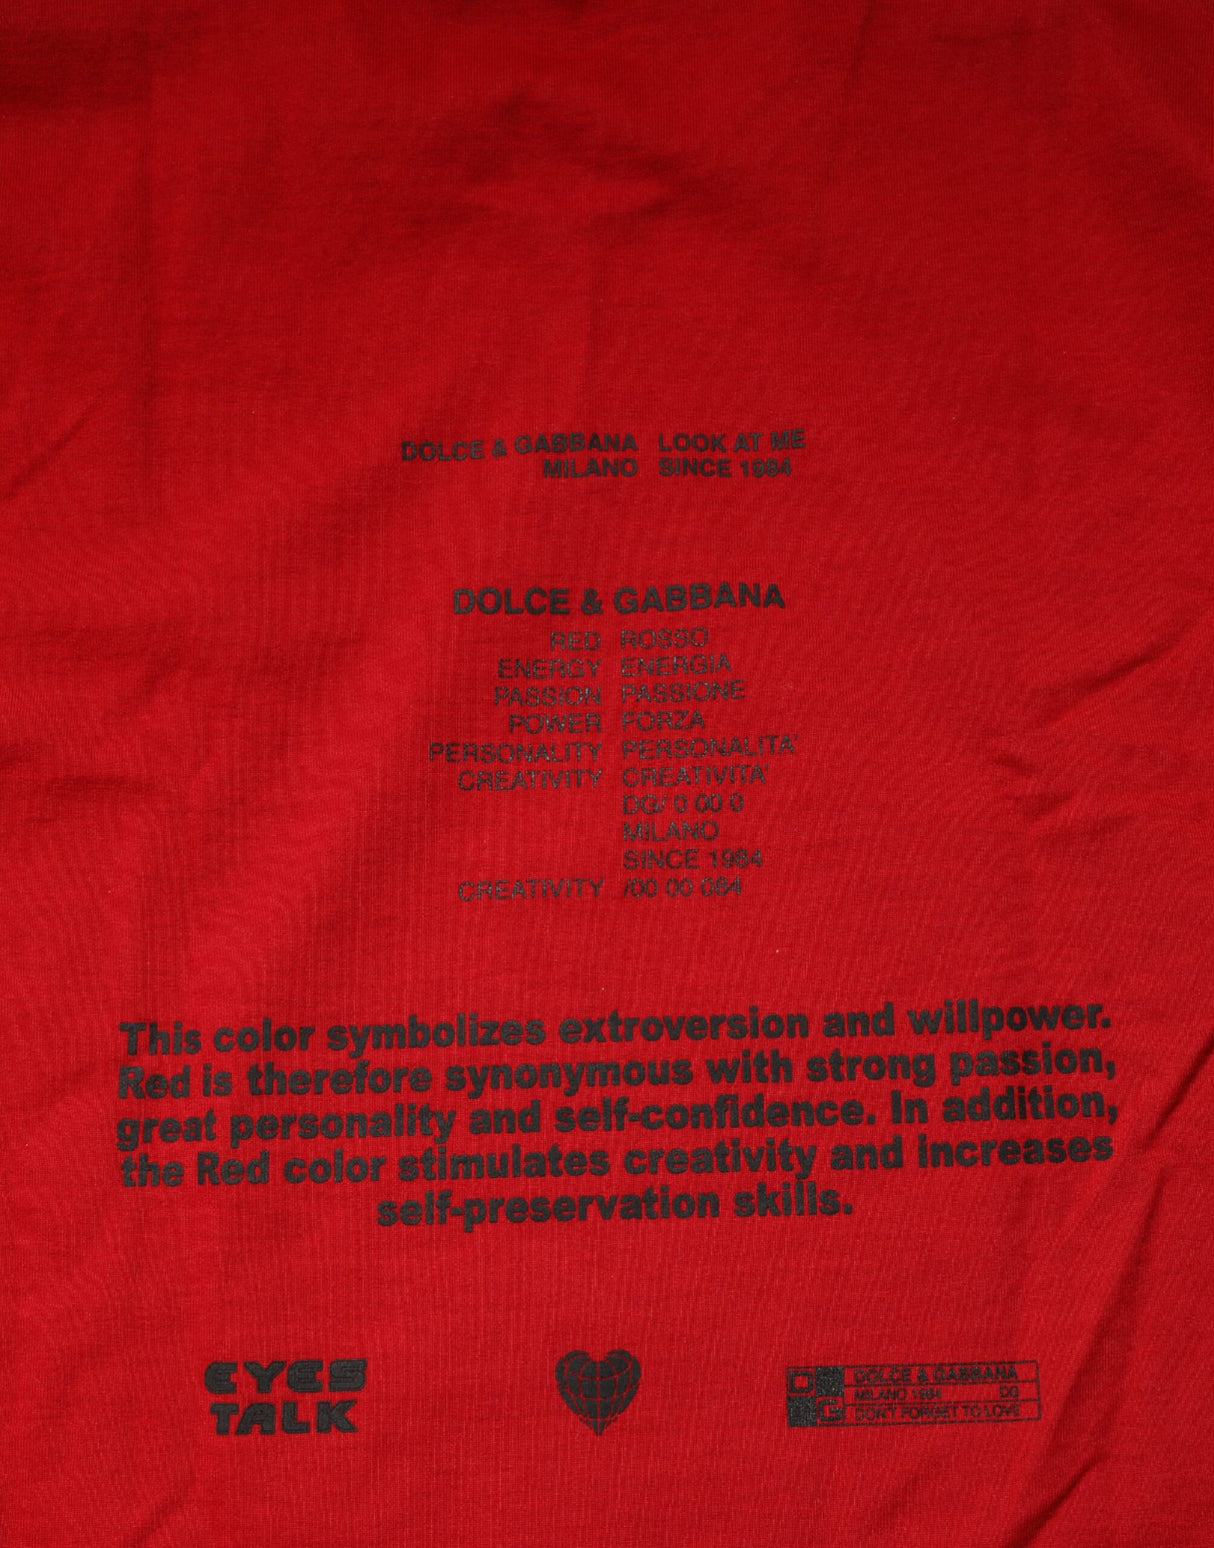 DOLCE & GABBANA LOOK AT ME
MILANO SINCE 1984
DOLCE & GABBANA
RED ROSSO
ENERGY ENERGIA
PASSION PASSIONE
POWER FORZA
PERSONALITY PERSONALITA'
CREATIVITY CREATIVITA'
DG/ 0 00 0
MILANO
SINCE 1984
CREATIVITY /00 00 084
This color symbolizes extroversion and willpower.
Red is therefore synonymous with strong passion,
great personality and self-confidence. In addition,
the Red color stimulates creativity and increases
self-preservation skills.
EYES
TALK
D
G
DOLCE & GABBANA
MILANO 1984 DG
DON'T FORGET TO LOVE